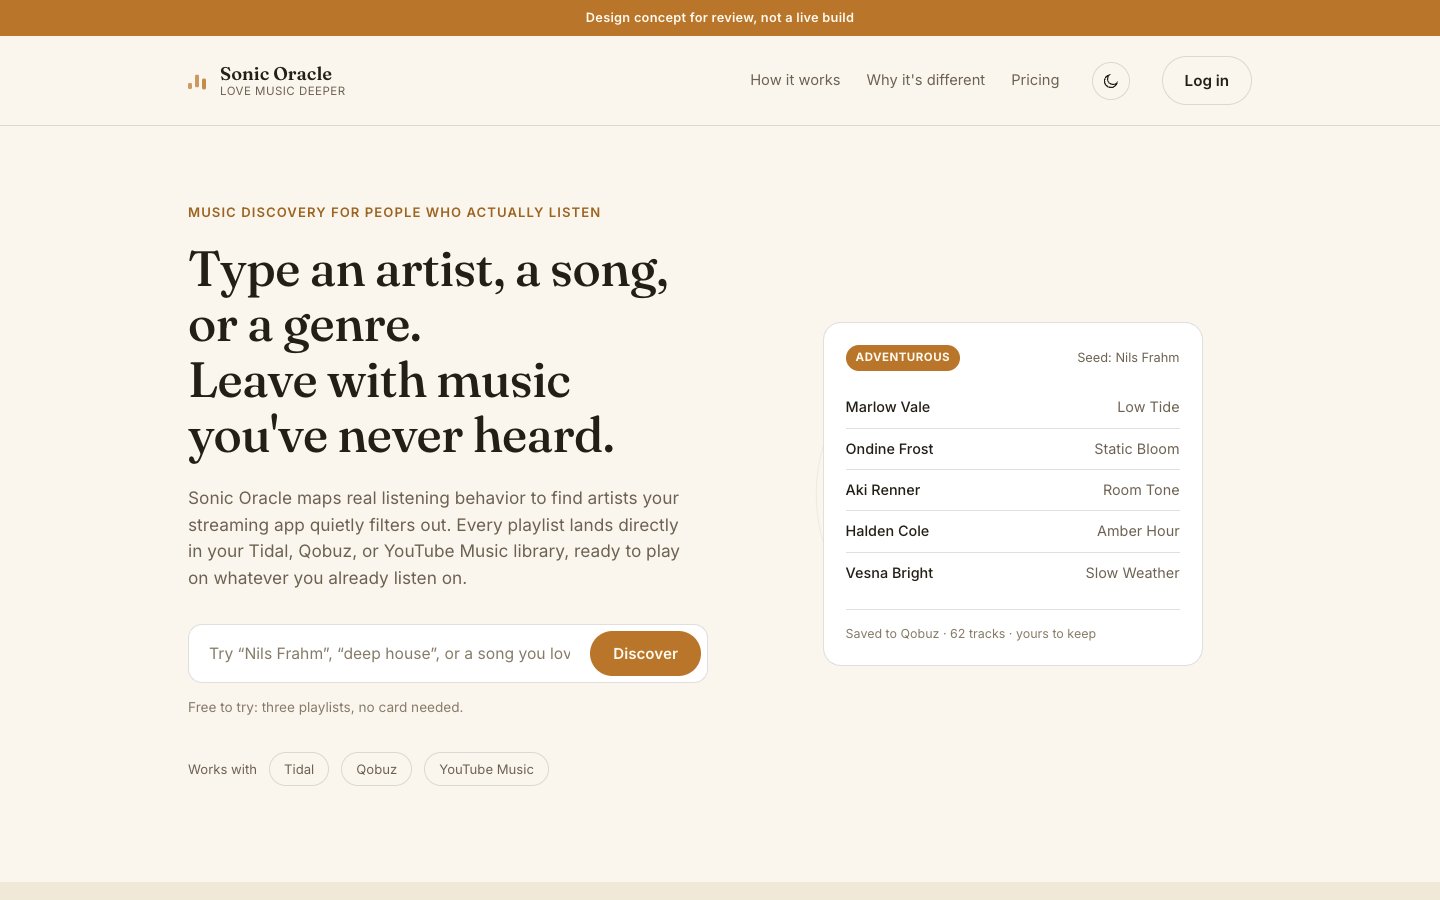 Design concept for review, not a live build
Sonic Oracle
LOVE MUSIC DEEPER
How it works
Why it's different
Pricing
Log in
MUSIC DISCOVERY FOR PEOPLE WHO ACTUALLY LISTEN
Type an artist, a song,
or a genre.
Leave with music
you've never heard.
Sonic Oracle maps real listening behavior to find artists your
streaming app quietly filters out. Every playlist lands directly
in your Tidal, Qobuz, or YouTube Music library, ready to play
on whatever you already listen on.
Try “Nils Frahm”, “deep house”, or a song you lov
Discover
Free to try: three playlists, no card needed.
Works with
Tidal
Qobuz
YouTube Music
ADVENTUROUS
Seed: Nils Frahm
Marlow Vale
Low Tide
Ondine Frost
Static Bloom
Aki Renner
Room Tone
Halden Cole
Amber Hour
Vesna Bright
Slow Weather
Saved to Qobuz · 62 tracks · yours to keep